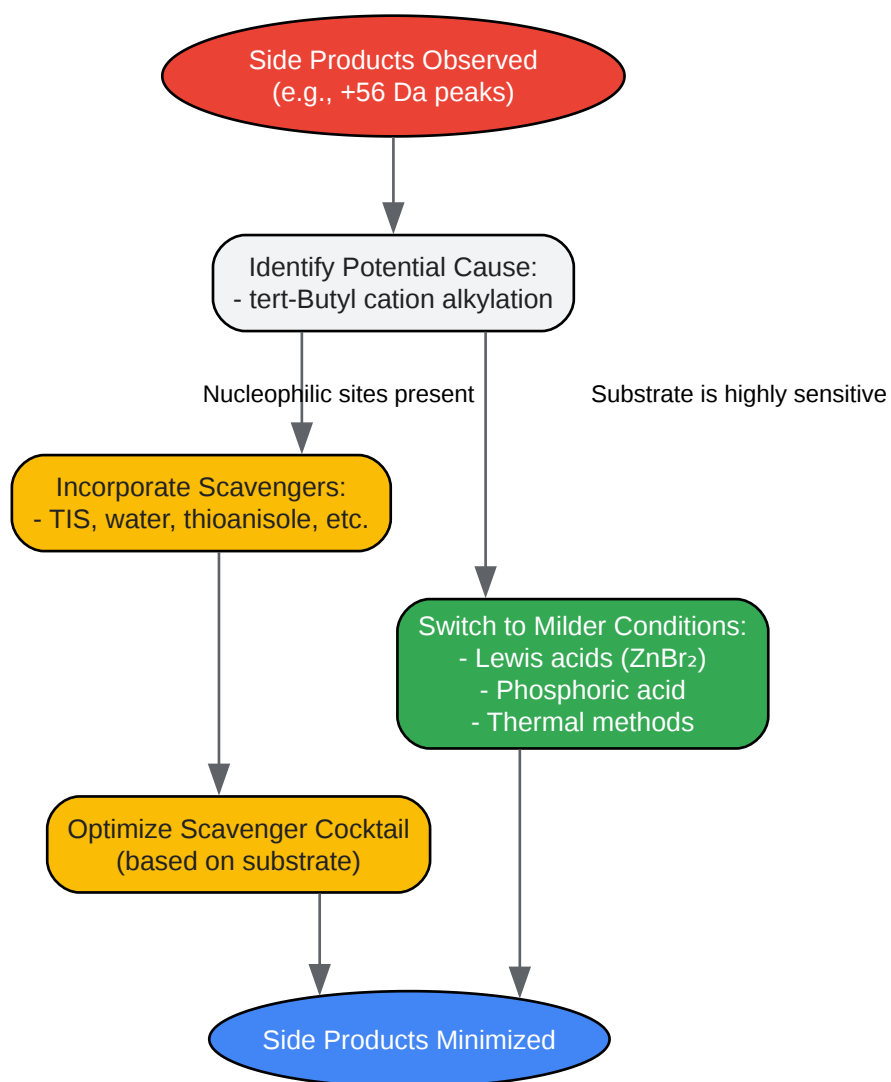 Side Products Observed
(e.g., +56 Da peaks)
Identify Potential Cause:
- tert-Butyl cation alkylation
Nucleophilic sites present
Substrate is highly sensitive
Incorporate Scavengers:
- TIS, water, thioanisole, etc.
Switch to Milder Conditions:
- Lewis acids (ZnBr₂)
- Phosphoric acid
- Thermal methods
Optimize Scavenger Cocktail
(based on substrate)
Side Products Minimized